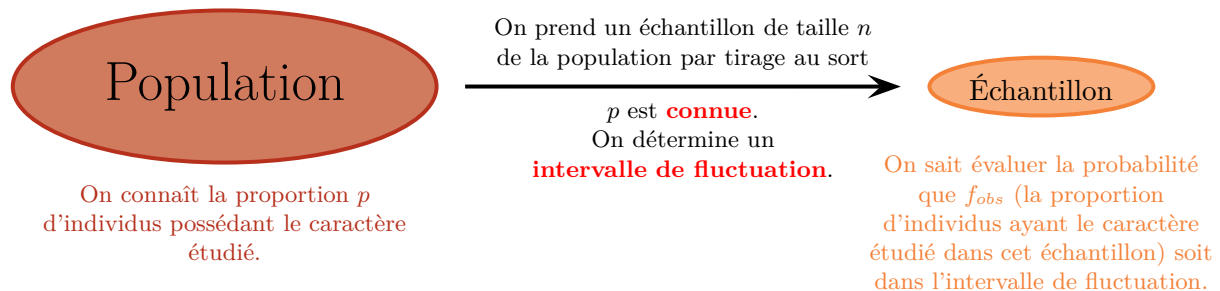 Population
On connaît la proportion p
d'individus possédant le caractère
étudié.
On prend un échantillon de taille n
de la population par tirage au sort
p est connue.
On détermine un
intervalle de fluctuation.
Échantillon
On sait évaluer la probabilité
que f_{obs} (la proportion
d'individus ayant le caractère
étudié dans cet échantillon) soit
dans l'intervalle de fluctuation.